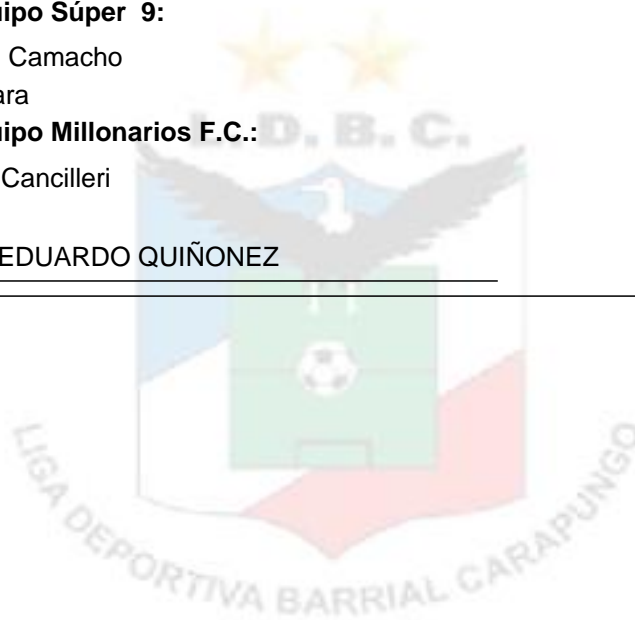 uipo Súper 9:
Camacho
ara
uipo Millonarios F.C.:
Cancilleri
EDUARDO QUIÑONEZ
L.D.B.C.
LIGA DEPORTIVA BARRIAL CARAPUNGO